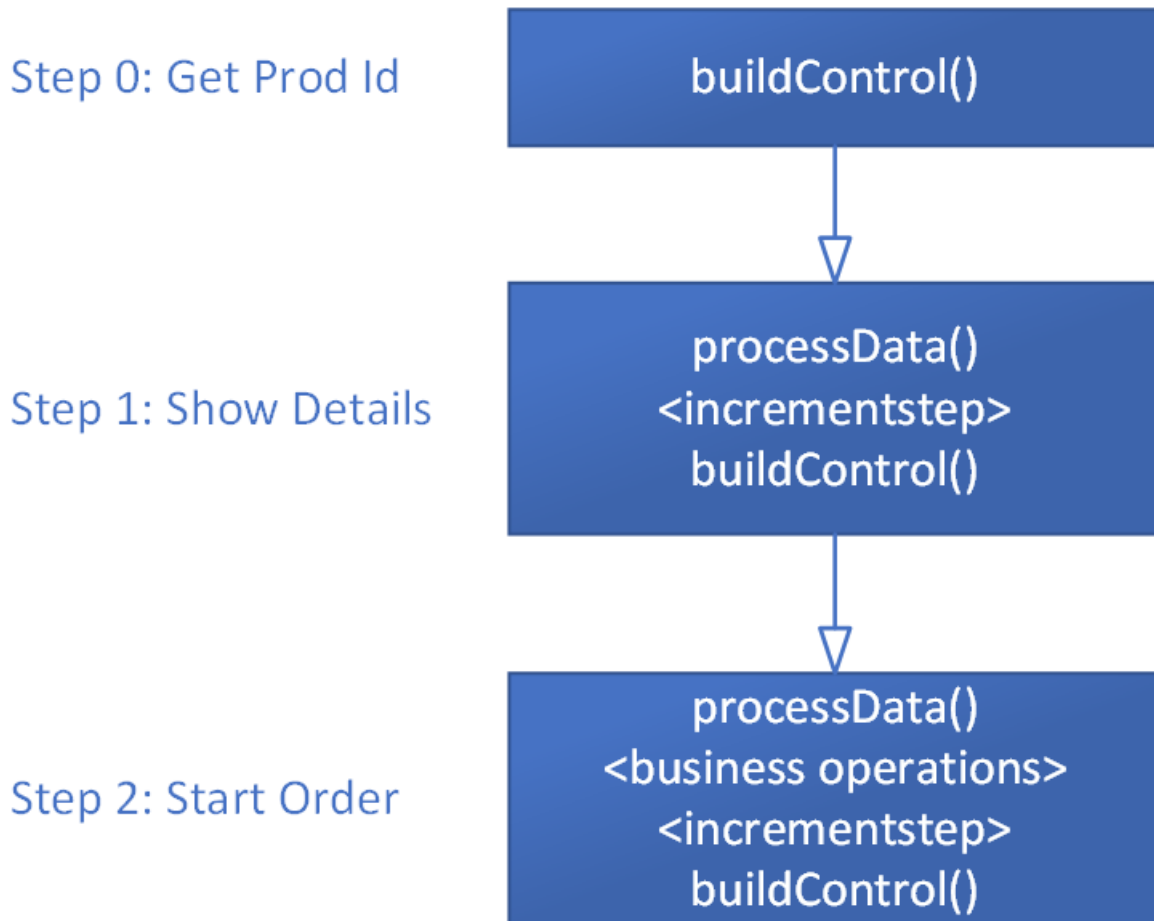 Step 0: Get Prod Id
buildControl()
Step 1: Show Details
processData()
<incrementstep>
buildControl()
Step 2: Start Order
processData()
<business operations>
<incrementstep>
buildControl()